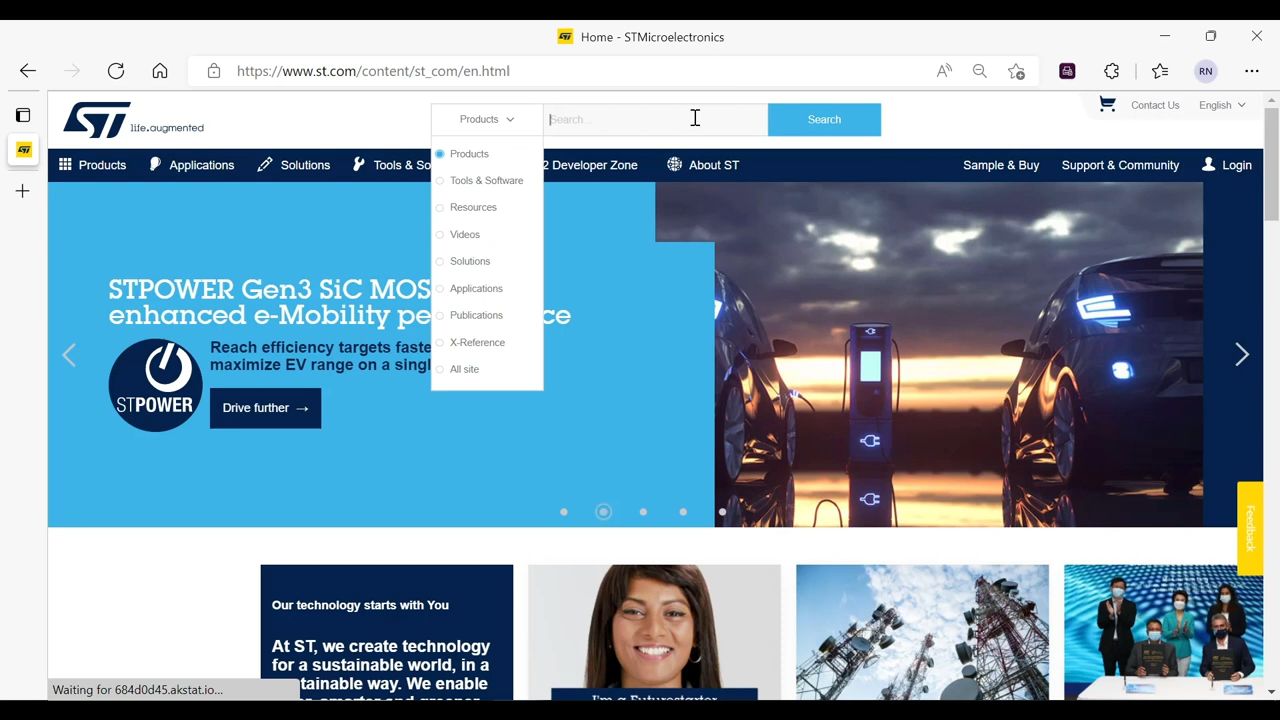 Home - STMicroelectronics
https://www.st.com/content/st_com/en.html
RN
ST life.augmented
Products
Search...
Search
Contact Us
English
Products
Applications
Solutions
Tools & So
2 Developer Zone
About ST
Sample & Buy
Support & Community
Login
Products
Tools & Software
Resources
Videos
Solutions
Applications
Publications
X-Reference
All site
STPOWER Gen3 SiC MOS
enhanced e-Mobility pe ce
Reach efficiency targets faste
maximize EV range on a singl
STPOWER
Drive further →
Feedback
Our technology starts with You
At ST, we create technology
for a sustainable world, in a
tainable way. We enable
I'm a Futurestarter
Waiting for 684d0d45.akstat.io...